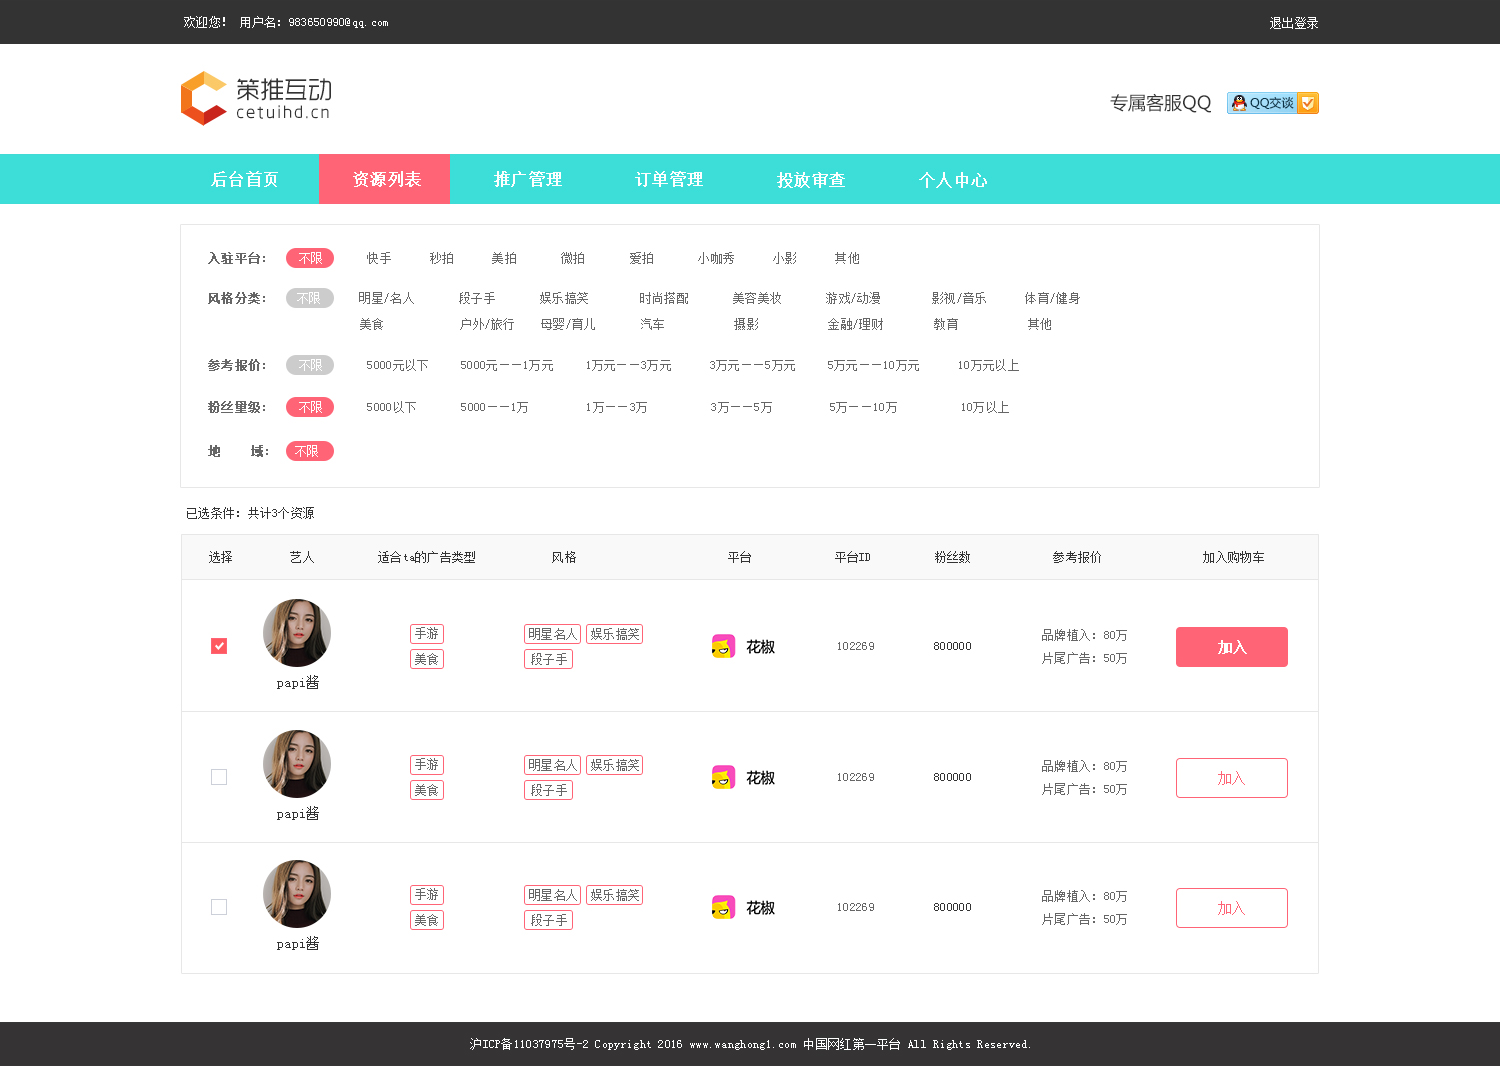 欢迎您! 用户名: 983650990@qq.com 退出登录
策推互动
cetuihd.cn
专属客服QQ QQ交谈
后台首页 资源列表 推广管理 订单管理 投放审查 个人中心
入驻平台: 不限 快手 秒拍 美拍 微拍 爱拍 小咖秀 小影 其他
风格分类: 不限 明星/名人 段子手 娱乐搞笑 时尚搭配 美容美妆 游戏/动漫 影视/音乐 体育/健身
美食 户外/旅行 母婴/育儿 汽车 摄影 金融/理财 教育 其他
参考报价: 不限 5000元以下 5000元——1万元 1万元——3万元 3万元——5万元 5万元——10万元 10万元以上
粉丝量级: 不限 5000以下 5000——1万 1万——3万 3万——5万 5万——10万 10万以上
地 域: 不限
已选条件: 共计3个资源
选择 艺人 适合ta的广告类型 风格 平台 平台ID 粉丝数 参考报价 加入购物车
手游 明星名人 娱乐搞笑 品牌植入: 80万
花椒 102269 800000 加入
美食 段子手 片尾广告: 50万
papi酱
手游 明星名人 娱乐搞笑 品牌植入: 80万
花椒 102269 800000 加入
美食 段子手 片尾广告: 50万
papi酱
手游 明星名人 娱乐搞笑 品牌植入: 80万
花椒 102269 800000 加入
美食 段子手 片尾广告: 50万
papi酱
沪ICP备11037975号-2 Copyright 2016 www.wanghong1.com 中国网红第一平台 All Rights Reserved.